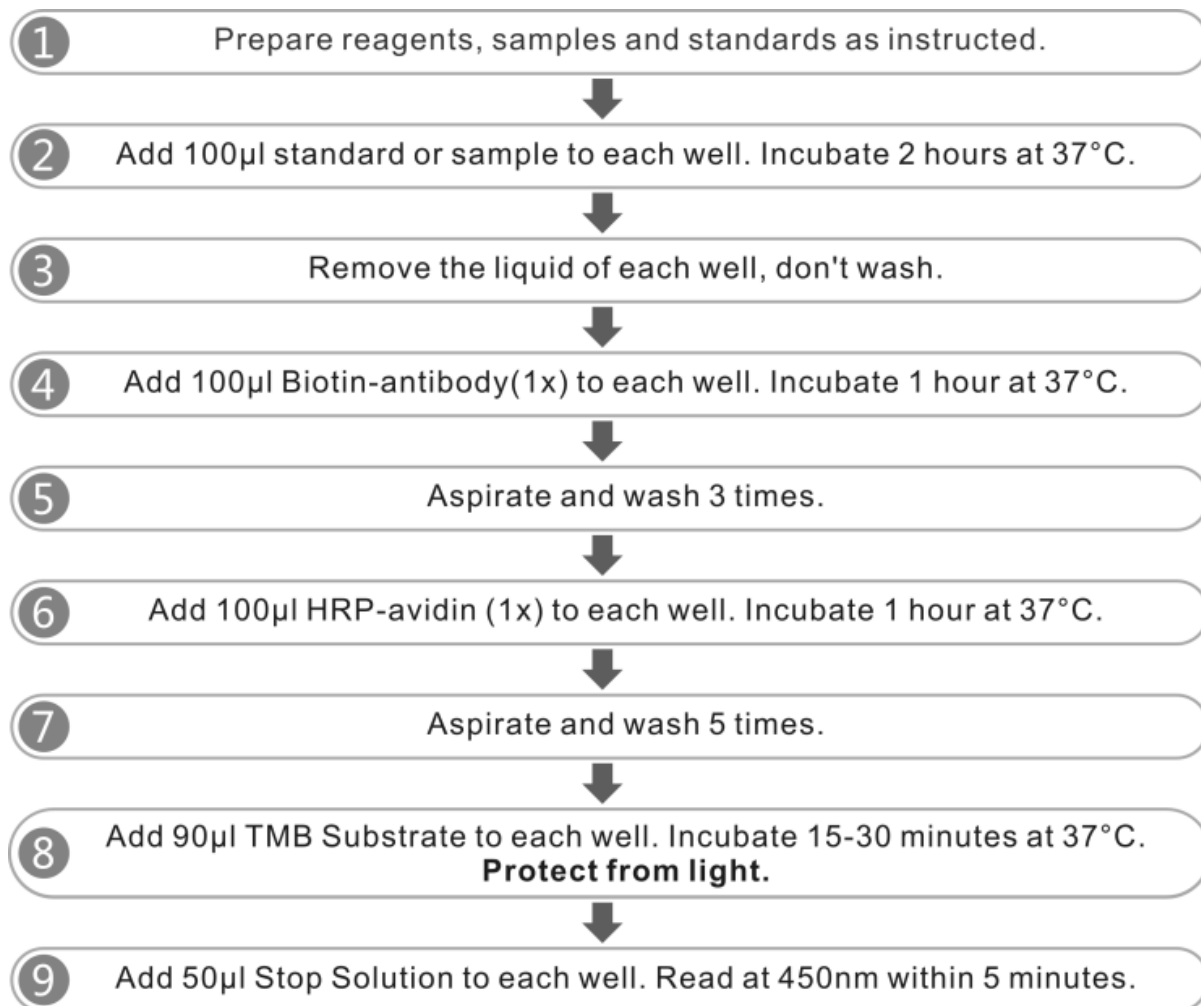 1 Prepare reagents, samples and standards as instructed.
2 Add 100µl standard or sample to each well. Incubate 2 hours at 37°C.
3 Remove the liquid of each well, don't wash.
4 Add 100µl Biotin-antibody(1x) to each well. Incubate 1 hour at 37°C.
5 Aspirate and wash 3 times.
6 Add 100µl HRP-avidin (1x) to each well. Incubate 1 hour at 37°C.
7 Aspirate and wash 5 times.
8 Add 90µl TMB Substrate to each well. Incubate 15-30 minutes at 37°C.
Protect from light.
9 Add 50µl Stop Solution to each well. Read at 450nm within 5 minutes.